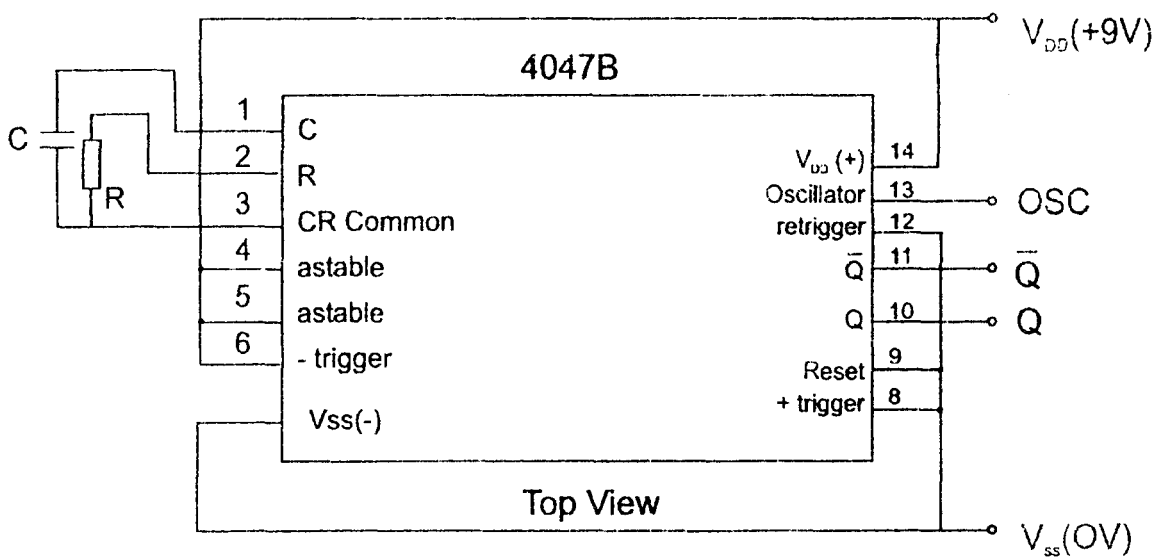 V_DD(+9V)
4047B
1
C
C
2
R
R
3
CR Common
4
astable
5
astable
6
- trigger
Vss(-)
V_DD (+)
14
Oscillator
13
OSC
retrigger
12
Q̅
11
Q̅
Q
10
Q
Reset
9
+ trigger
8
Top View
V_ss(OV)